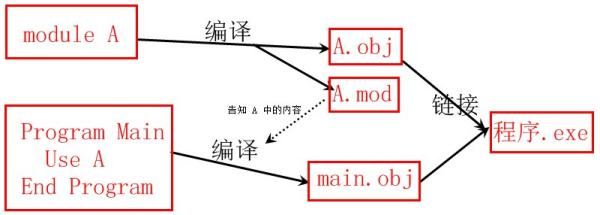 module A
编译
A.obj
A.mod
告知 A 中的内容
链接
程序.exe
Program Main
Use A
End Program
编译
main.obj